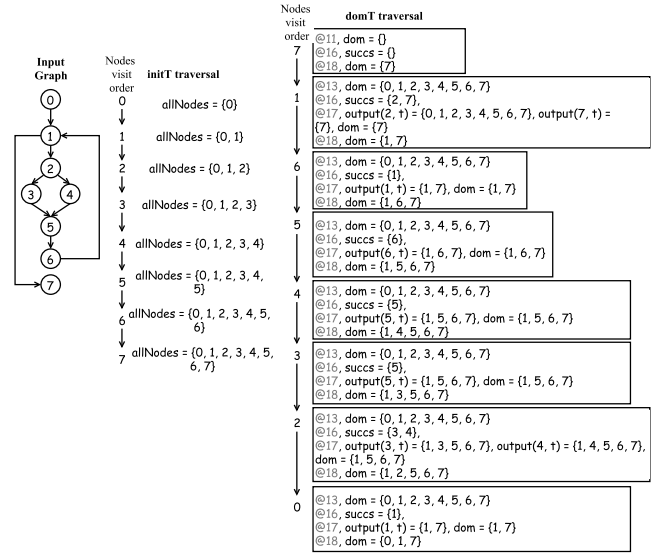 Input
Graph
0
1
2
3
4
5
6
7
Nodes
visit
order
initT traversal
0
allNodes = {0}
1
allNodes = {0, 1}
2
allNodes = {0, 1, 2}
3
allNodes = {0, 1, 2, 3}
4
allNodes = {0, 1, 2, 3, 4}
5
allNodes = {0, 1, 2, 3, 4,
5}
6
allNodes = {0, 1, 2, 3, 4, 5,
6}
7
allNodes = {0, 1, 2, 3, 4, 5,
6, 7}
Nodes
visit
order
domT traversal
7
@11, dom = {}
@16, succs = {}
@18, dom = {7}
1
@13, dom = {0, 1, 2, 3, 4, 5, 6, 7}
@16, succs = {2, 7},
@17, output(2, t) = {0, 1, 2, 3, 4, 5, 6, 7}, output(7, t) =
{7}, dom = {7}
@18, dom = {1, 7}
6
@13, dom = {0, 1, 2, 3, 4, 5, 6, 7}
@16, succs = {1},
@17, output(1, t) = {1, 7}, dom = {1, 7}
@18, dom = {1, 6, 7}
5
@13, dom = {0, 1, 2, 3, 4, 5, 6, 7}
@16, succs = {6},
@17, output(6, t) = {1, 6, 7}, dom = {1, 6, 7}
@18, dom = {1, 5, 6, 7}
4
@13, dom = {0, 1, 2, 3, 4, 5, 6, 7}
@16, succs = {5},
@17, output(5, t) = {1, 5, 6, 7}, dom = {1, 5, 6, 7}
@18, dom = {1, 4, 5, 6, 7}
3
@13, dom = {0, 1, 2, 3, 4, 5, 6, 7}
@16, succs = {5},
@17, output(5, t) = {1, 5, 6, 7}, dom = {1, 5, 6, 7}
@18, dom = {1, 3, 5, 6, 7}
2
@13, dom = {0, 1, 2, 3, 4, 5, 6, 7}
@16, succs = {3, 4},
@17, output(3, t) = {1, 3, 5, 6, 7}, output(4, t) = {1, 4, 5, 6, 7},
dom = {1, 5, 6, 7}
@18, dom = {1, 2, 5, 6, 7}
0
@13, dom = {0, 1, 2, 3, 4, 5, 6, 7}
@16, succs = {1},
@17, output(1, t) = {1, 7}, dom = {1, 7}
@18, dom = {0, 1, 7}